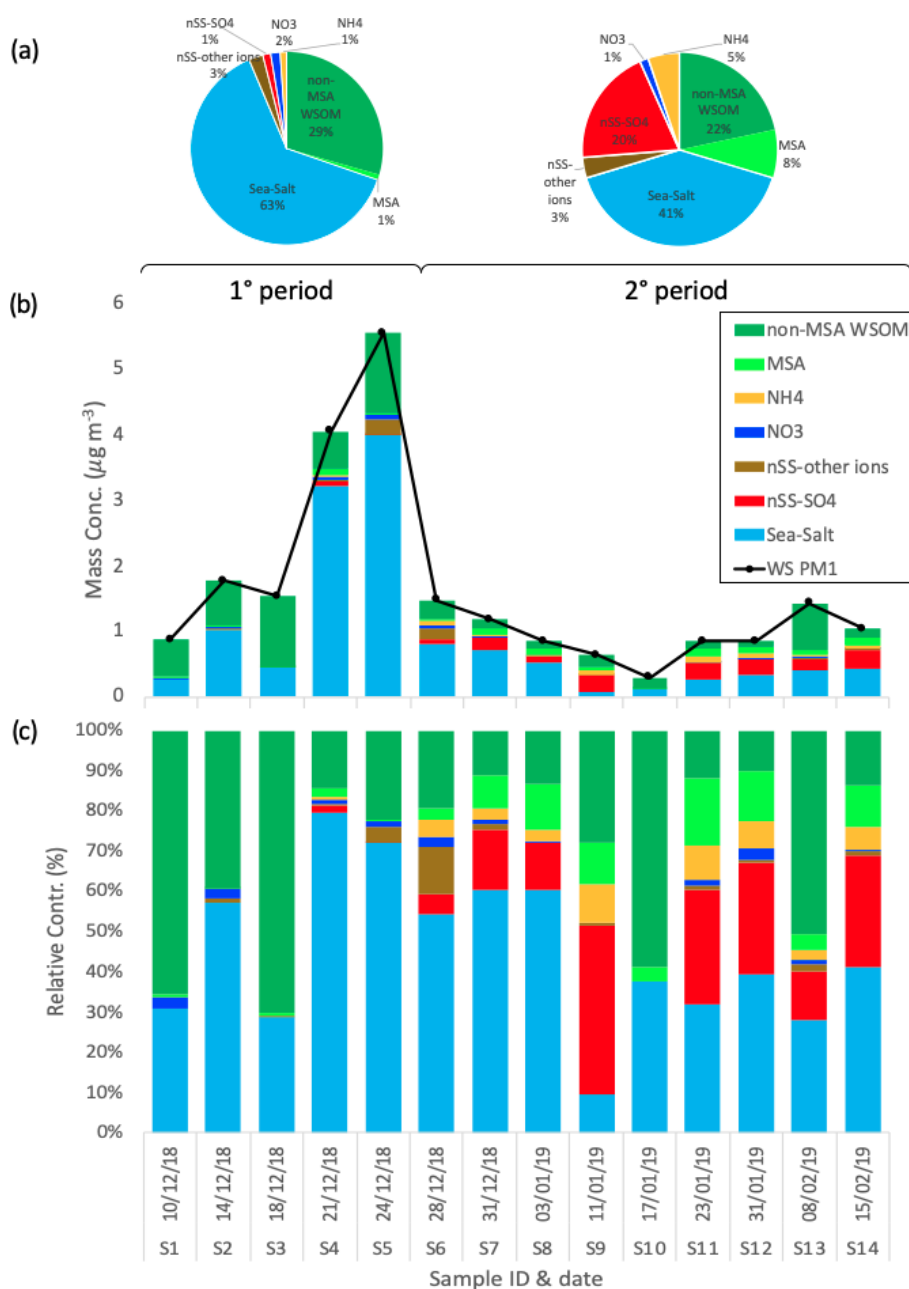 (a)
nSS-SO4
1%
NO3
2%
NH4
1%
nSS-other ions
3%
non-
MSA
WSOM
29%
Sea-Salt
63%
MSA
1%
NO3
1%
NH4
5%
nSS-SO4
20%
non-MSA
WSOM
22%
MSA
8%
nSS-
other
ions
3%
Sea-Salt
41%
1° period
2° period
(b)
Mass Conc. (µg m-3)
6
5
4
3
2
1
0
non-MSA WSOM
MSA
NH4
NO3
nSS-other ions
nSS-SO4
Sea-Salt
WS PM1
(c)
Relative Contr. (%)
100%
90%
80%
70%
60%
50%
40%
30%
20%
10%
0%
10/12/18
14/12/18
18/12/18
21/12/18
24/12/18
28/12/18
31/12/18
03/01/19
11/01/19
17/01/19
23/01/19
31/01/19
08/02/19
15/02/19
S1 S2 S3 S4 S5 S6 S7 S8 S9 S10 S11 S12 S13 S14
Sample ID & date